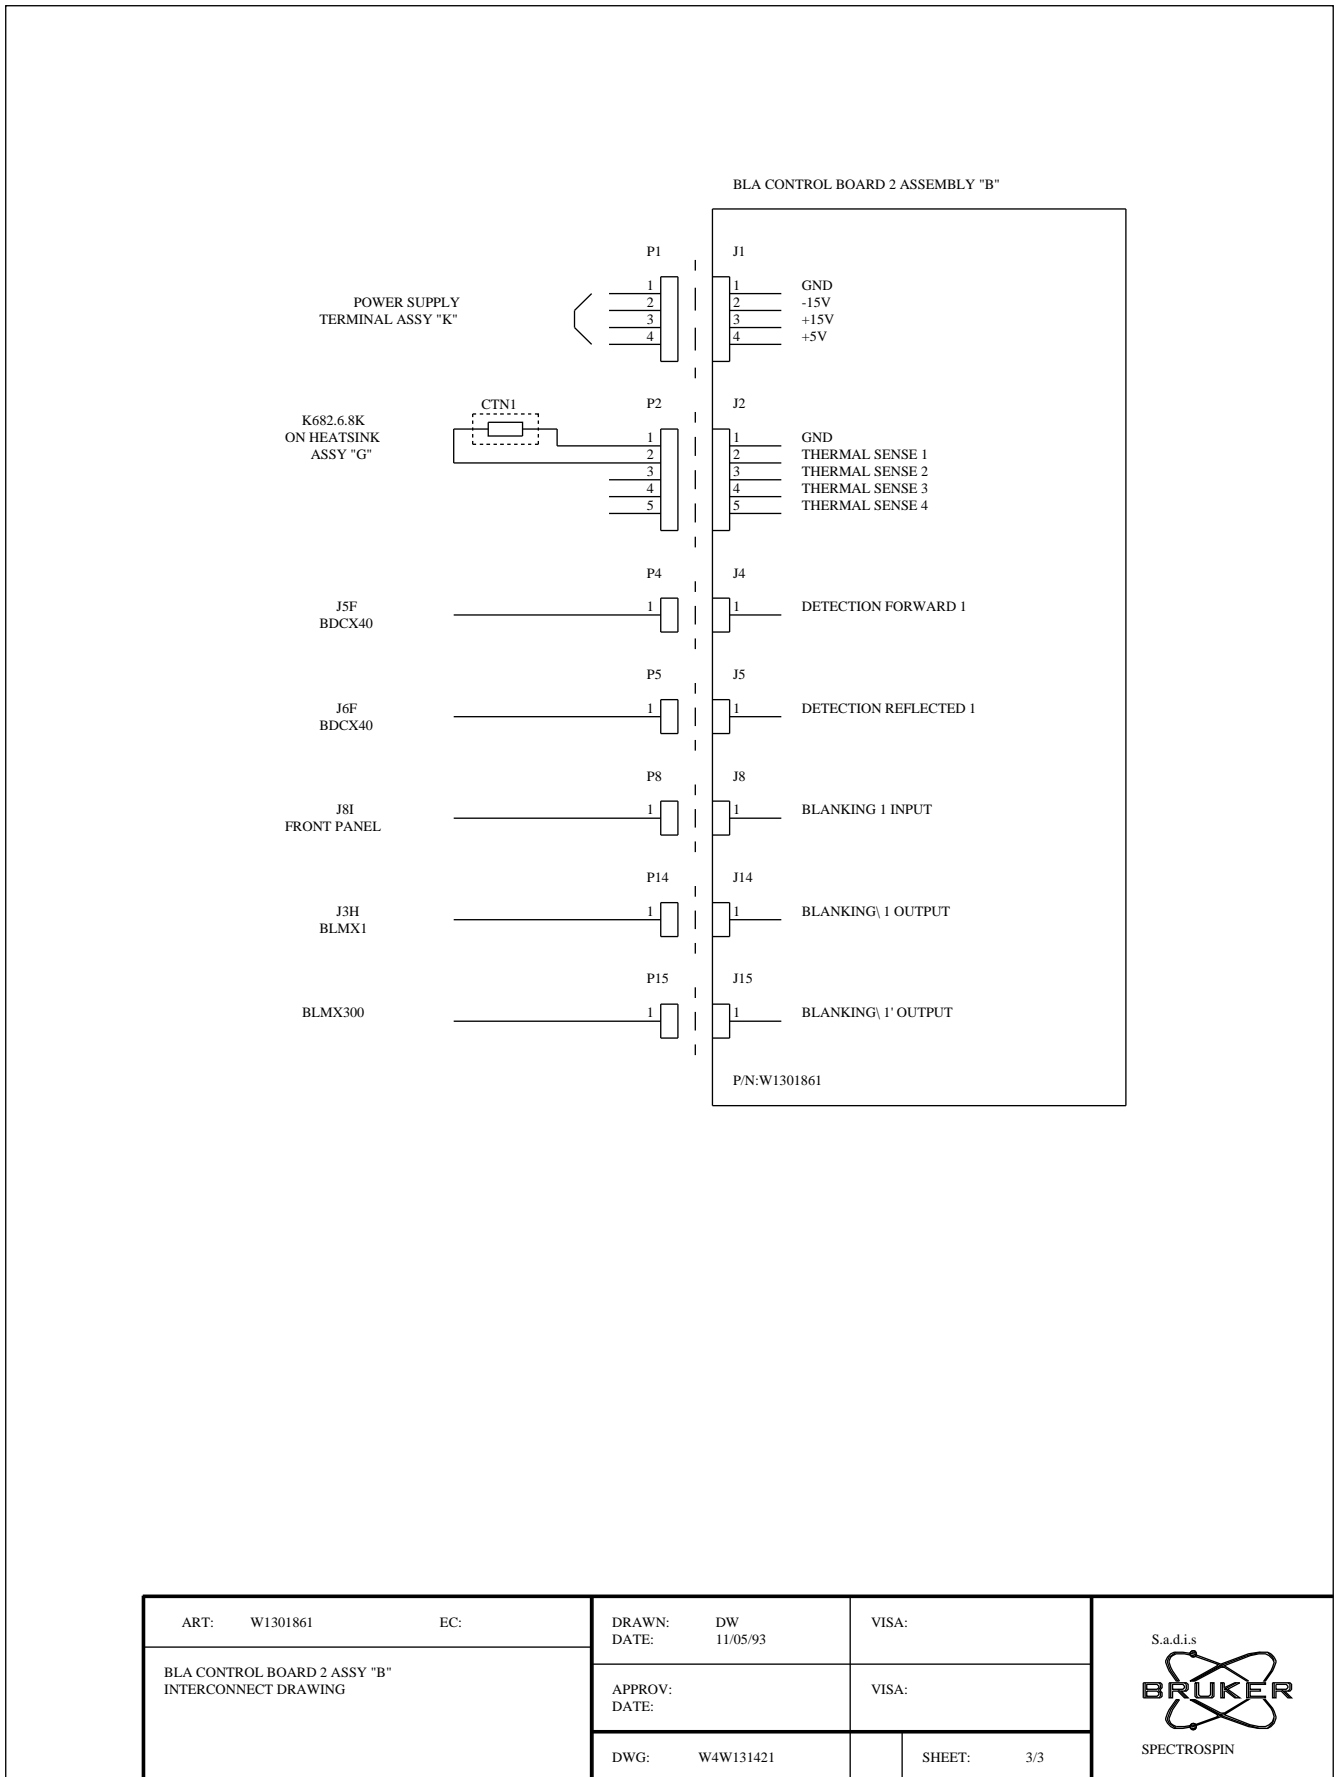 BLA CONTROL BOARD 2 ASSEMBLY "B"
P1
J1
POWER SUPPLY
TERMINAL ASSY "K"
1
2
3
4
1
2
3
4
GND
-15V
+15V
+5V
P2
J2
K682.6.8K
ON HEATSINK
ASSY "G"
CTN1
1
2
3
4
5
1
2
3
4
5
GND
THERMAL SENSE 1
THERMAL SENSE 2
THERMAL SENSE 3
THERMAL SENSE 4
P4
J4
J5F
BDCX40
1
1
DETECTION FORWARD 1
P5
J5
J6F
BDCX40
1
1
DETECTION REFLECTED 1
P8
J8
J8I
FRONT PANEL
1
1
BLANKING 1 INPUT
P14
J14
J3H
BLMX1
1
1
BLANKING\ 1 OUTPUT
P15
J15
BLMX300
1
1
BLANKING\ 1' OUTPUT
P/N:W1301861
ART: W1301861 EC:
BLA CONTROL BOARD 2 ASSY "B"
INTERCONNECT DRAWING
DRAWN: DW
DATE: 11/05/93
VISA:
APPROV:
DATE:
VISA:
DWG: W4W131421
SHEET: 3/3
S.a.d.i.s
BRUKER
SPECTROSPIN